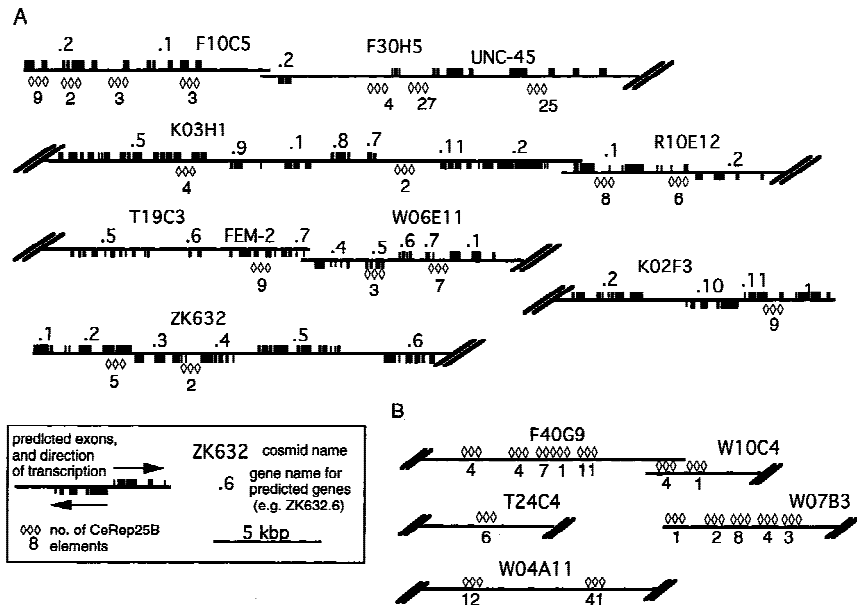 A
.2 .1 F10C5 .2 F30H5 UNC-45
9 2 3 3 4 27 25
K03H1 R10E12
.5 .9 .1 .8 .7 .11 .2 .1 .2
4 2 8 6
T19C3 W06E11
.5 .6 FEM-2 .7 .4 .5 .6 .7 .1
9 3 7
K02F3
.2 .10 .11 .1
9
ZK632
.1 .2 .3 .4 .5 .6
5 2
predicted exons,
and direction
of transcription
ZK632 cosmid name
.6 gene name for
predicted genes
(e.g. ZK632.6)
8 no. of CeRep25B
elements
5 kbp
B
F40G9 W10C4
4 4 7 1 11 4 1
T24C4 W07B3
6 1 2 8 4 3
W04A11
12 41